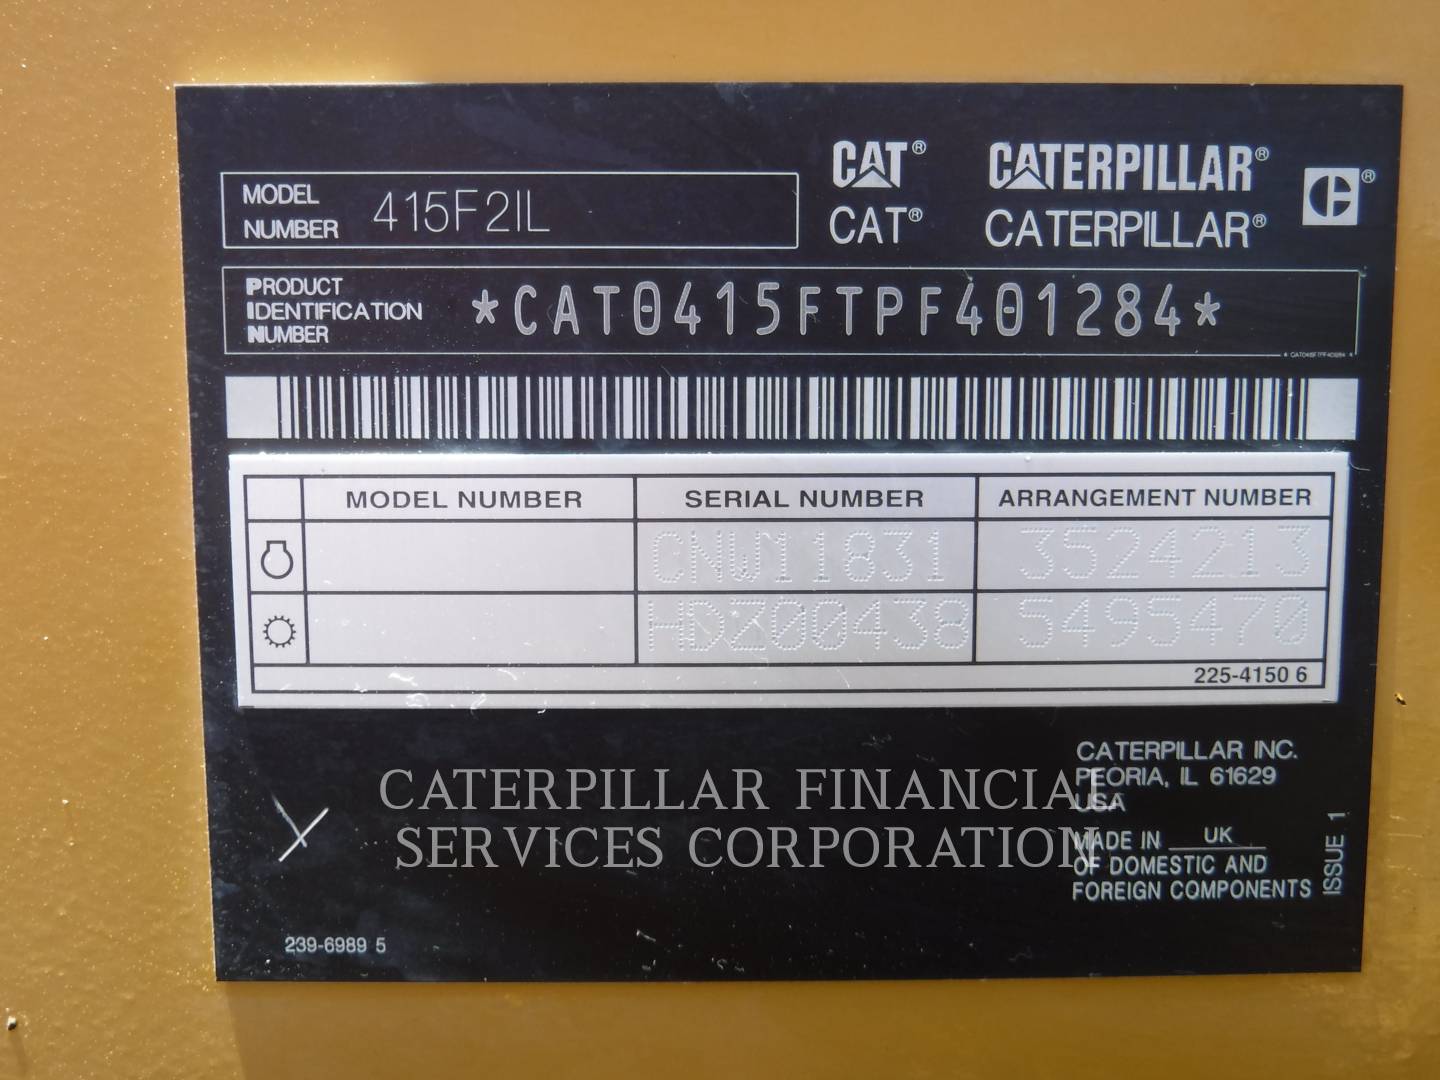 CAT® CATERPILLAR® ®
CAT® CATERPILLAR®
MODEL
NUMBER 415F2IL
PRODUCT
IDENTIFICATION
NUMBER *CAT0415FTPF401284*
* CAT0415FTPF401284 *
MODEL NUMBER SERIAL NUMBER ARRANGEMENT NUMBER
CNW11831 3524213
HDZ00438 5495470
225-4150 6
CATERPILLAR INC.
PEORIA, IL 61629
USA
MADE IN UK
OF DOMESTIC AND
FOREIGN COMPONENTS
ISSUE 1
CATERPILLAR FINANCIAL
SERVICES CORPORATION
239-6989 5